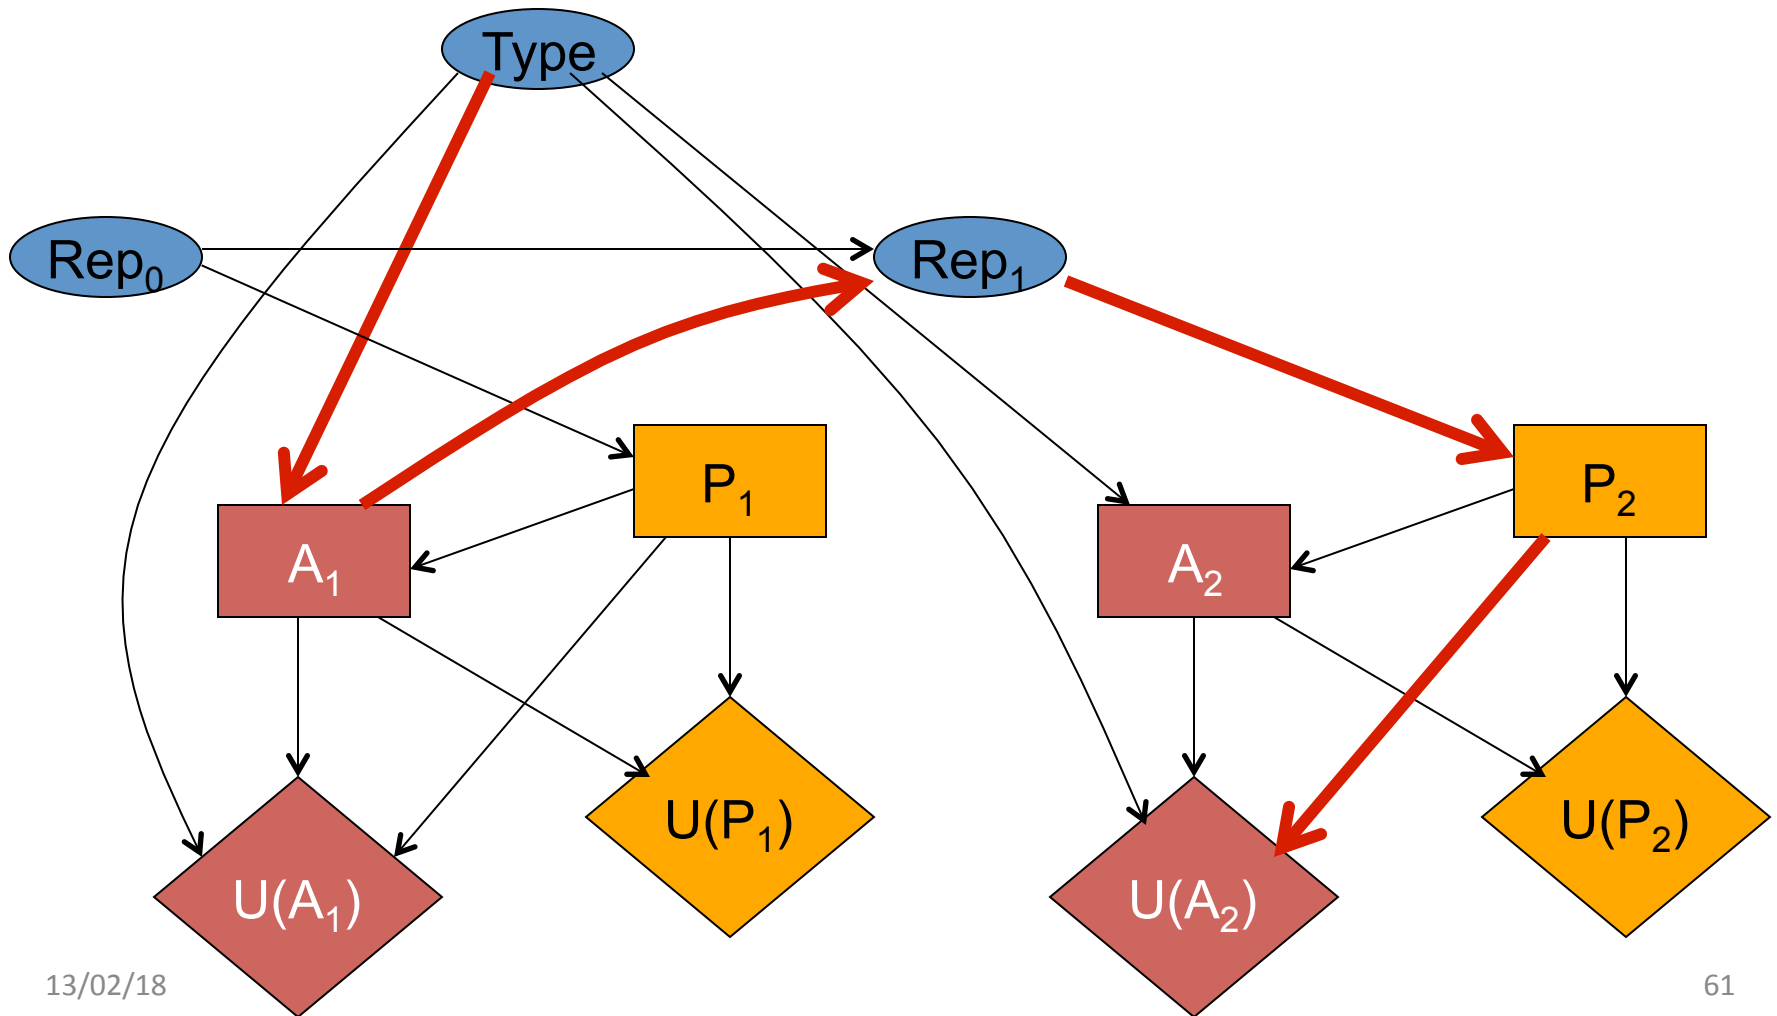 Type
Rep₀
Rep₁
P₁
P₂
A₁
A₂
U(P₁)
U(P₂)
U(A₁)
U(A₂)
13/02/18
61